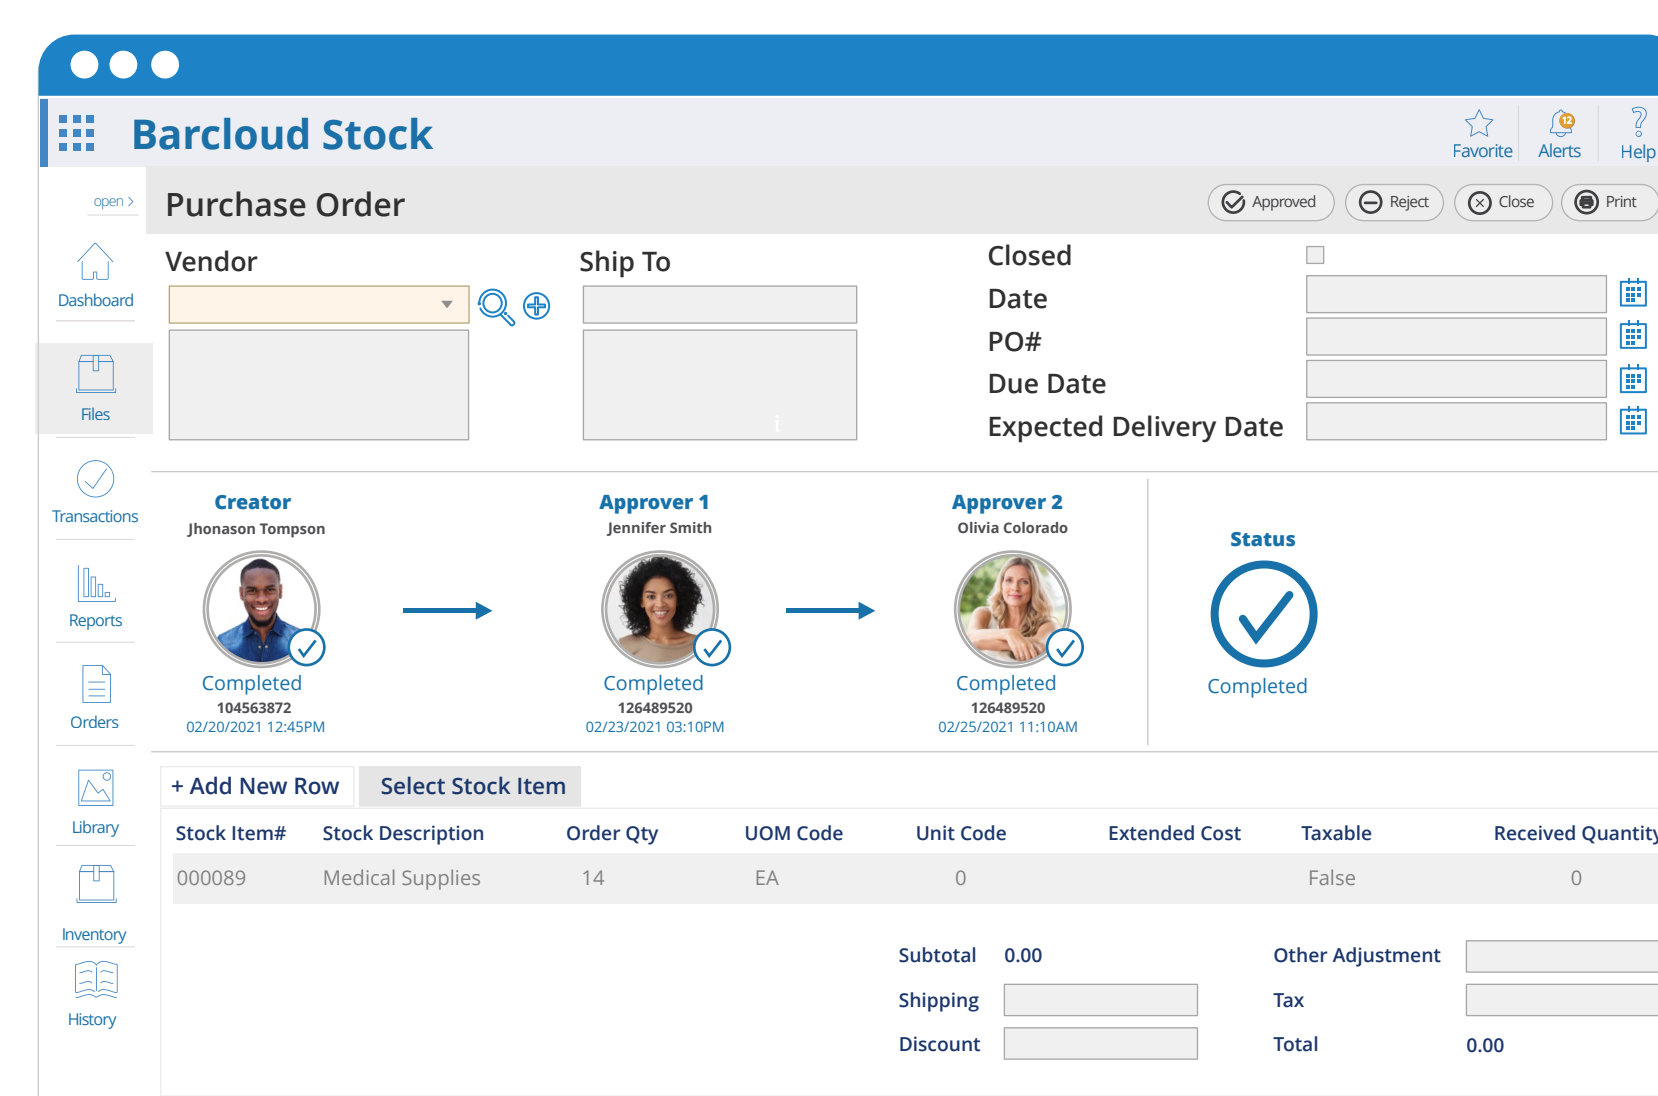 Barcloud Stock
Favorite
12
Alerts
Help
open >
Purchase Order
Approved
Reject
Close
Print
Dashboard
Files
Transactions
Reports
Orders
Library
Inventory
History
Vendor
Ship To
i
Closed
Date
PO#
Due Date
Expected Delivery Date
Creator
Jhonason Tompson
Completed
104563872
02/20/2021 12:45PM
Approver 1
Jennifer Smith
Completed
126489520
02/23/2021 03:10PM
Approver 2
Olivia Colorado
Completed
126489520
02/25/2021 11:10AM
Status
Completed
+ Add New Row
Select Stock Item
Stock Item# Stock Description Order Qty UOM Code Unit Code Extended Cost Taxable Received Quantity
000089 Medical Supplies 14 EA 0 False 0
Subtotal 0.00 Other Adjustment
Shipping Tax
Discount Total 0.00